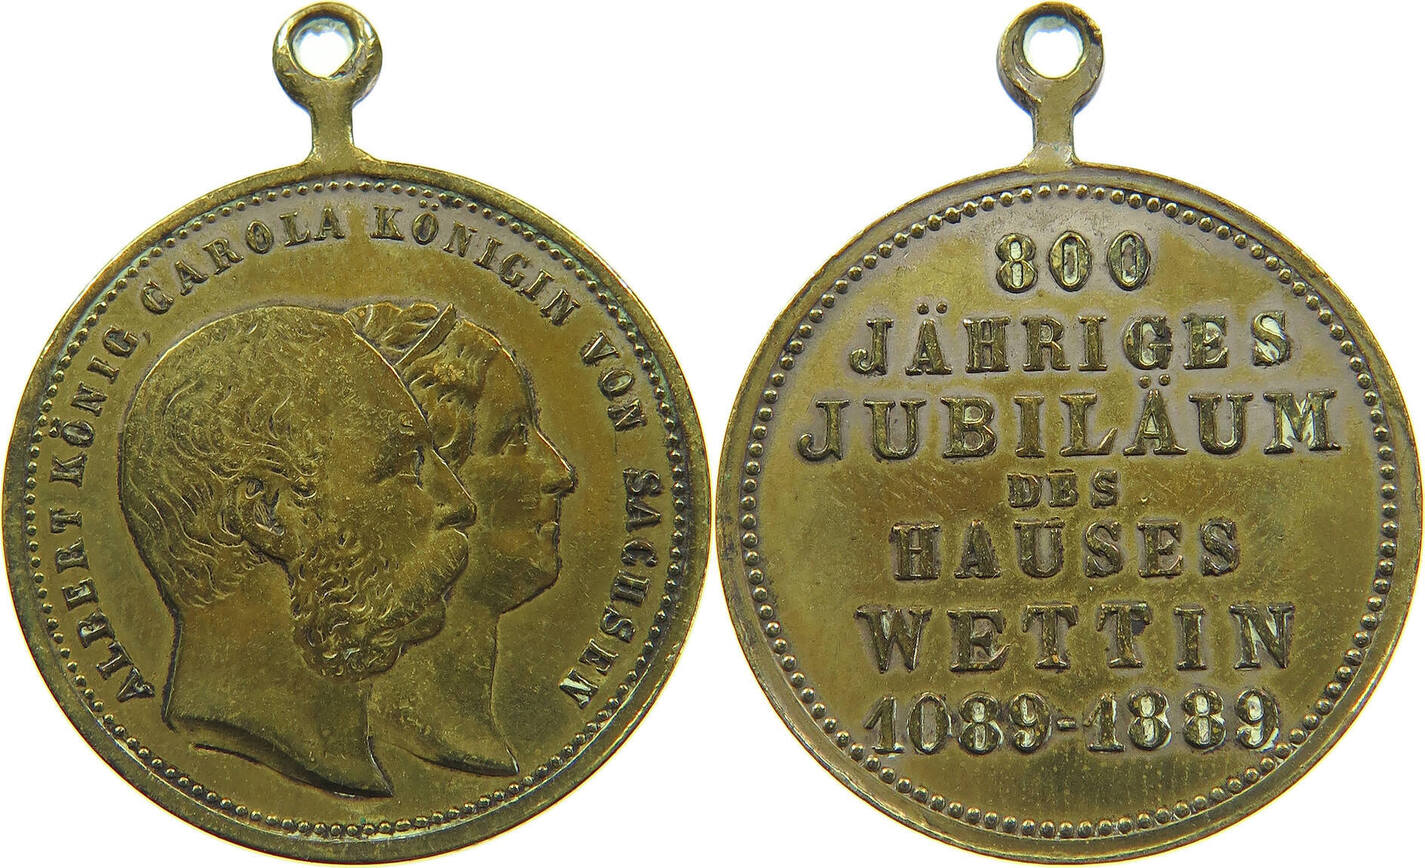 ALBERT KÖNIG, CAROLA KÖNIGIN VON SACHSEN
800
JÄHRIGES
JUBILÄUM
DES
HAUSES
WETTIN
1089-1889